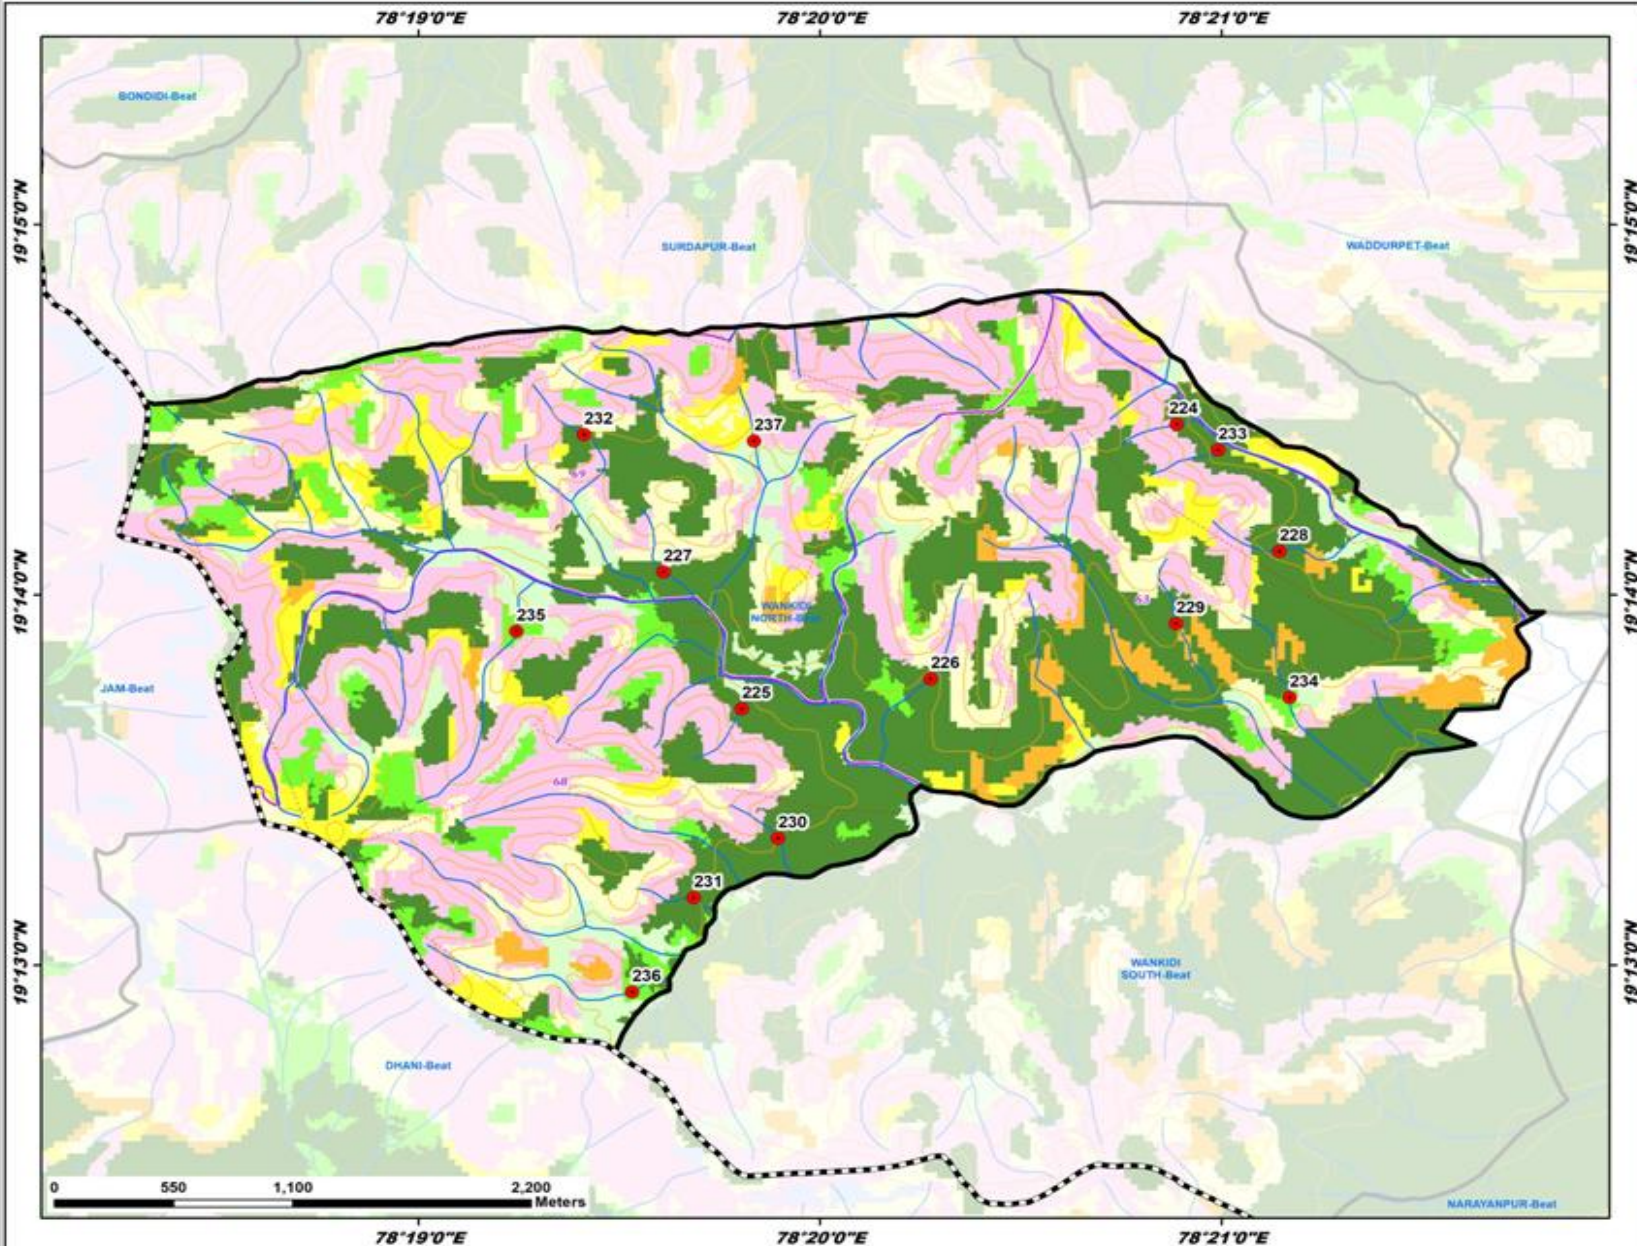 78°19'0"E 78°20'0"E 78°21'0"E
BONDIDI-Beat
19°15'0"N
19°15'0"N
SURDAPUR-Beat
WADDURPET-Beat
232
237
224
233
69
228
227
19°14'0"N
19°14'0"N
WANKIDI
NORTH-Beat
63
229
235
226
JAM-Beat
225
234
68
230
231
19°13'0"N
19°13'0"N
WANKIDI
SOUTH-Beat
236
DHANI-Beat
0 550 1,100 2,200
Meters
NARAYANPUR-Beat
78°19'0"E 78°20'0"E 78°21'0"E